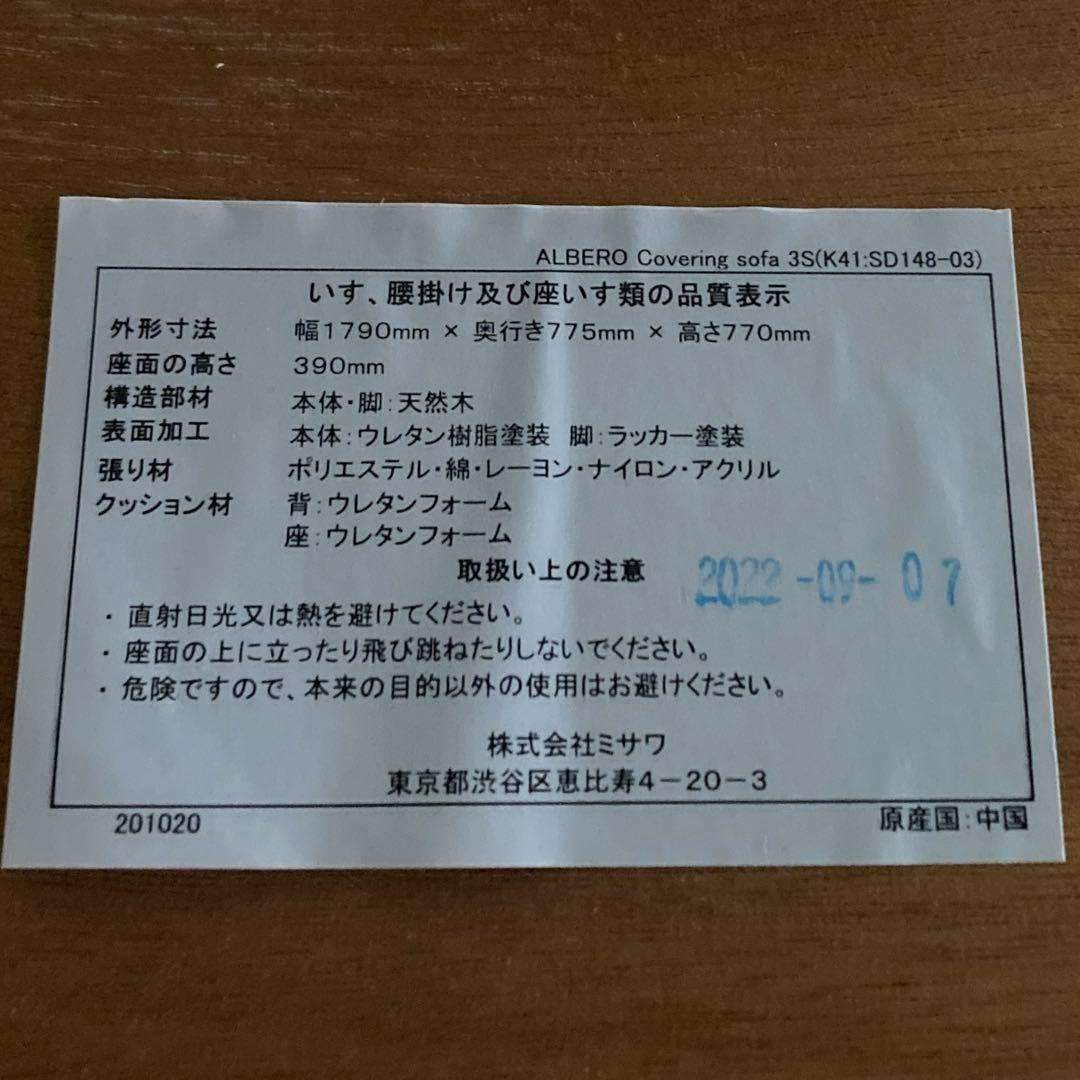 ALBERO Covering sofa 3S(K41:SD148-03)
いす、腰掛け及び座いす類の品質表示
外形寸法 幅1790mm × 奥行き775mm × 高さ770mm
座面の高さ 390mm
構造部材 本体・脚:天然木
表面加工 本体:ウレタン樹脂塗装 脚:ラッカー塗装
張り材 ポリエステル・綿・レーヨン・ナイロン・アクリル
クッション材 背:ウレタンフォーム
座:ウレタンフォーム
取扱い上の注意 2022-09-07
・直射日光又は熱を避けてください。
・座面の上に立ったり飛び跳ねたりしないでください。
・危険ですので、本来の目的以外の使用はお避けください。
株式会社ミサワ
東京都渋谷区恵比寿4-20-3
201020 原産国:中国